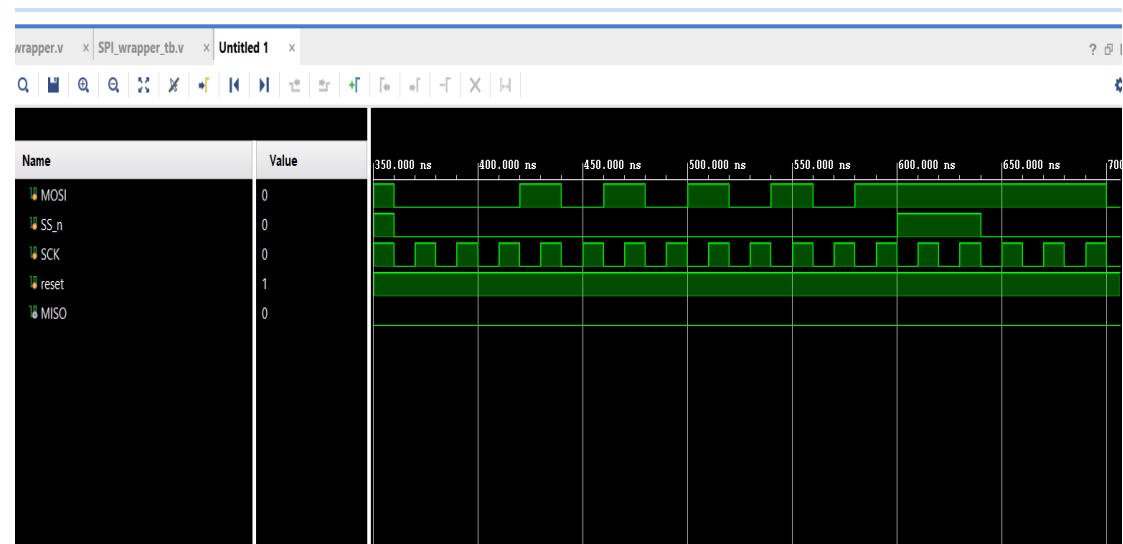 wrapper.v × SPI_wrapper_tb.v × Untitled 1 ×
?
Name Value
350.000 ns 400.000 ns 450.000 ns 500.000 ns 550.000 ns 600.000 ns 650.000 ns 700
MOSI 0
SS_n 0
SCK 0
reset 1
MISO 0